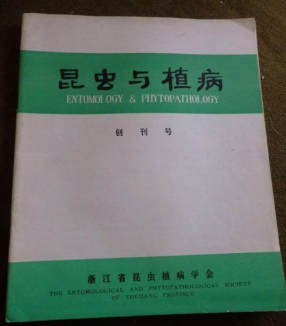 昆虫与植病
ENTOMOLOGY & PHYTOPATHOLOGY
创刊号
浙江省昆虫植病学会
THE ENTOMOLOGICAL AND PHYTOPATHOLOGICAL SOCIETY
OF ZHEJIANG PROVINCE